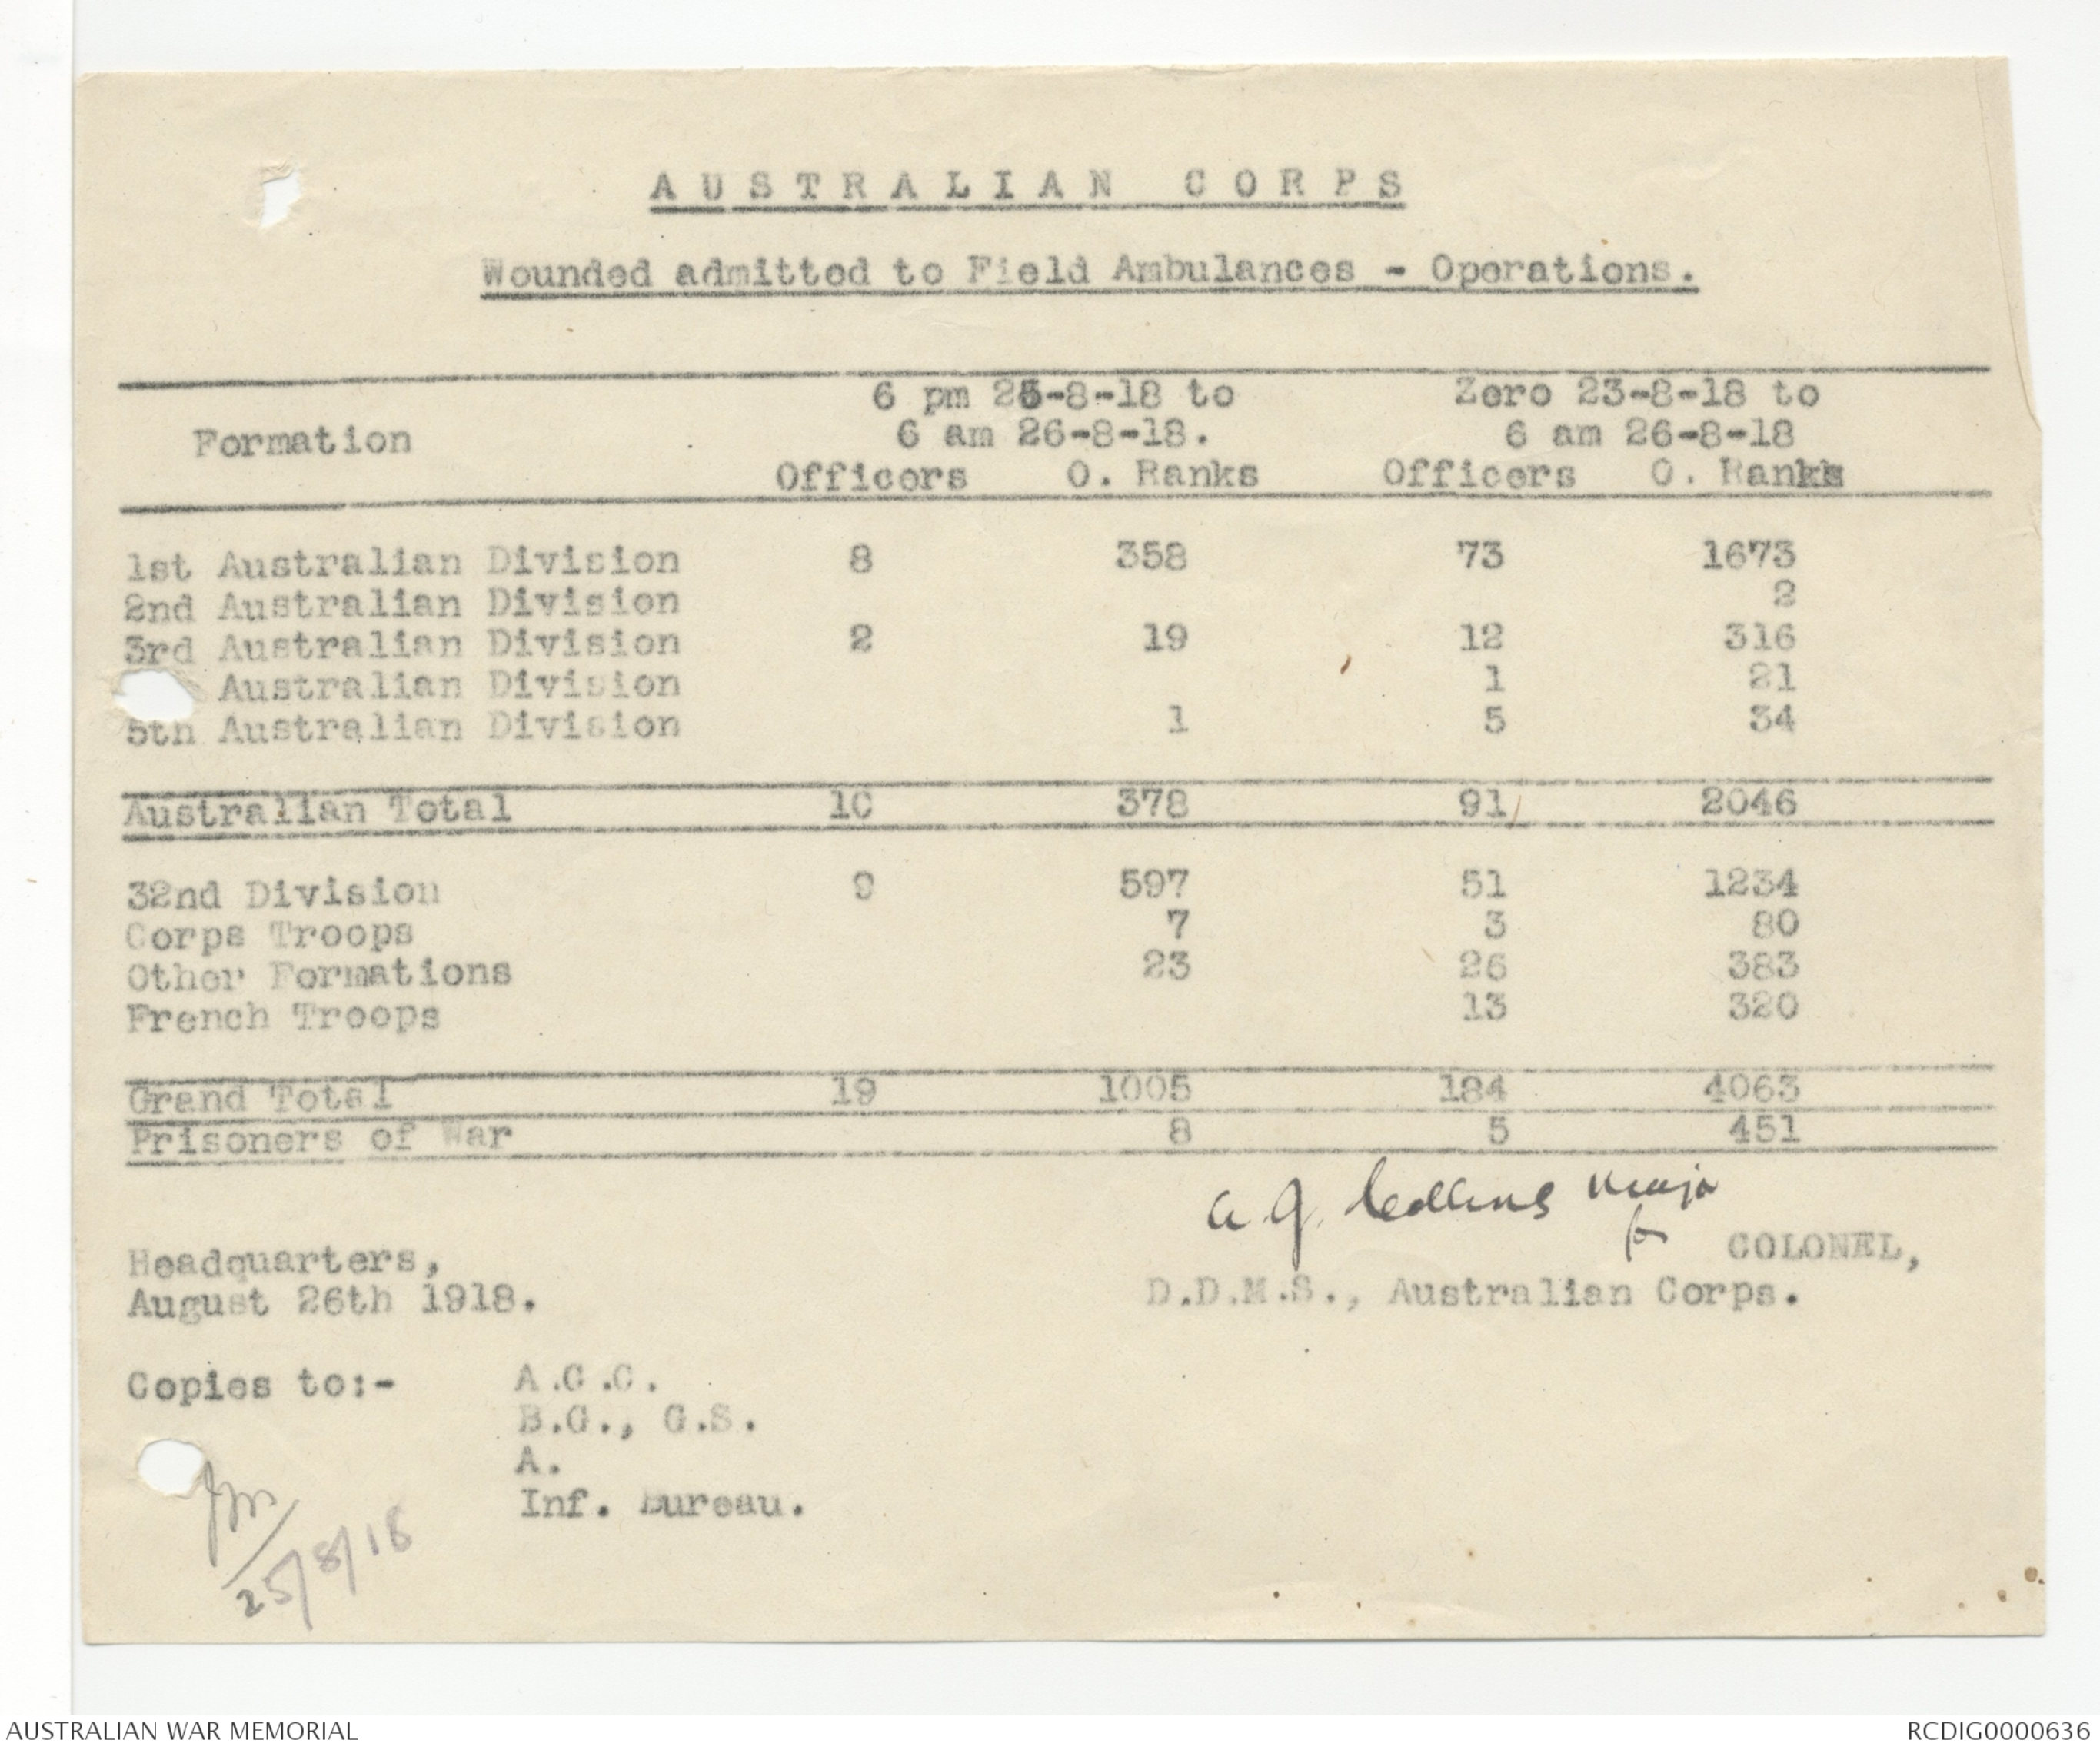 AUSTRALIAN CORPS
Wounded admitted to Field Ambulances - Operations.
6 pm 25-8-18 to Zero 23-8-18 to
Formation 6 am 26-8-18. 6 am 26-8-18
Officers O. Ranks Officers O. Ranks
1st Australian Division 8 358 73 1673
2nd Australian Division 2
3rd Australian Division 2 19 12 316
Australian Division 1 21
5th Australian Division 1 5 34
Australian Total 10 378 91 2046
32nd Division 9 597 51 1234
Corps Troops 7 3 80
Other Formations 23 26 383
French Troops 13 320
Grand Total 19 1005 184 4063
Prisoners of War 8 5 451
a. g. Collins Major
for COLONEL,
Headquarters,
August 26th 1918. D.D.M.S., Australian Corps.
Copies to:- A.C.C.
B.G., G.S.
A.
Inf. Bureau.
25/8/18
AUSTRALIAN WAR MEMORIAL RCDIG0000636